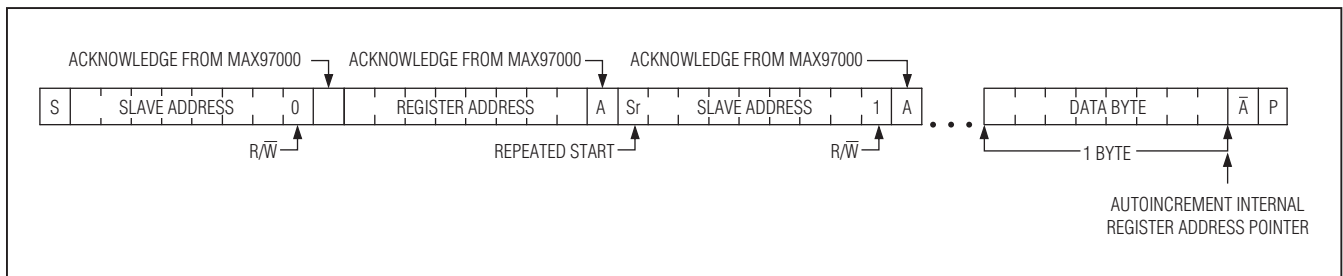 ACKNOWLEDGE FROM MAX97000 ACKNOWLEDGE FROM MAX97000 ACKNOWLEDGE FROM MAX97000
S SLAVE ADDRESS 0 REGISTER ADDRESS A Sr SLAVE ADDRESS 1 A ... DATA BYTE A̅ P
R/W̅ REPEATED START R/W̅ 1 BYTE
AUTOINCREMENT INTERNAL
REGISTER ADDRESS POINTER